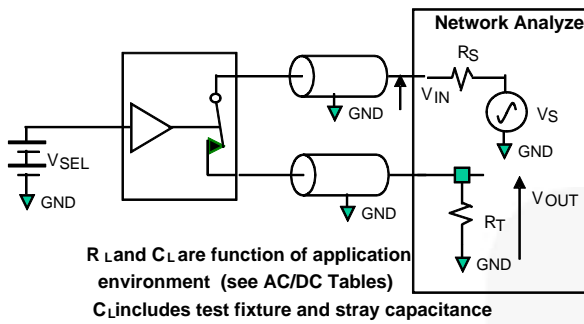 Network Analyze
RS
GND
VIN
VS
GND
VSEL
GND
GND
VOUT
RT
GND
R L and C L are function of application
environment (see AC/DC Tables)
CL includes test fixture and stray capacitance